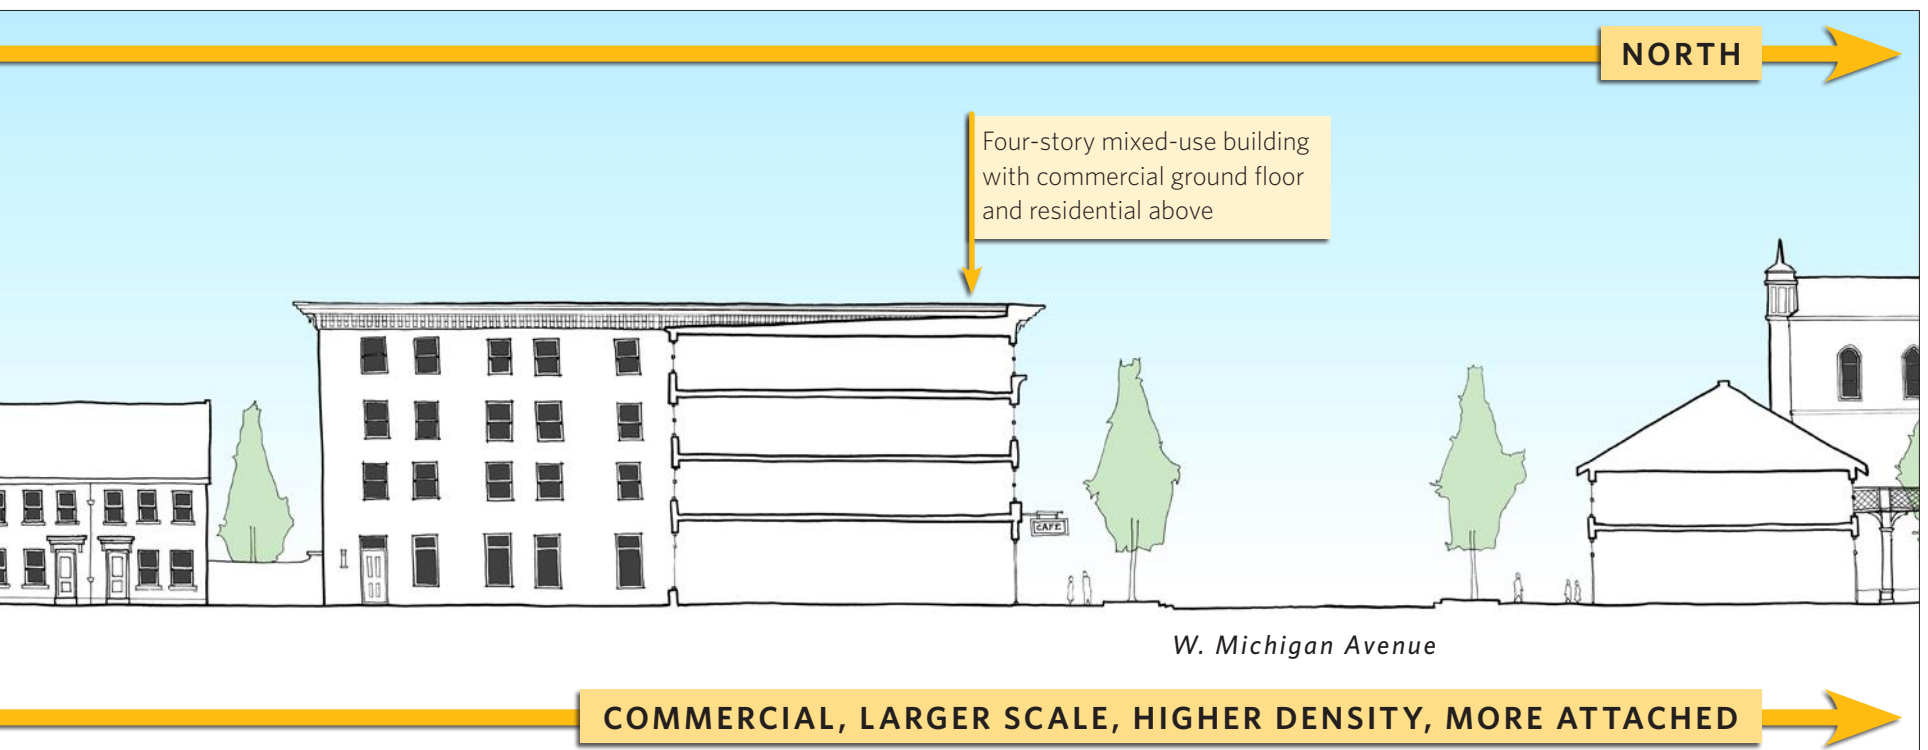 NORTH
Four-story mixed-use building
with commercial ground floor
and residential above
CAFE
W. Michigan Avenue
COMMERCIAL, LARGER SCALE, HIGHER DENSITY, MORE ATTACHED